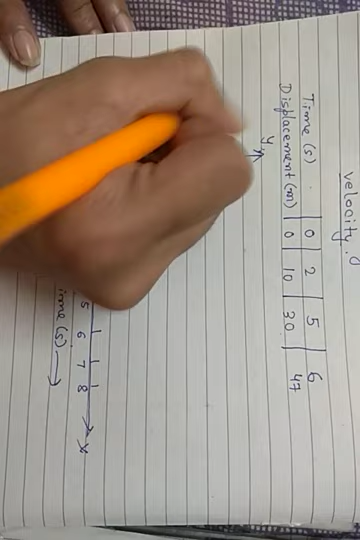 velocity.
Time (s) 0 2 5 6
Displacement (m) 0 10 30 47
y
5 6 7 8 x
ime (s) →